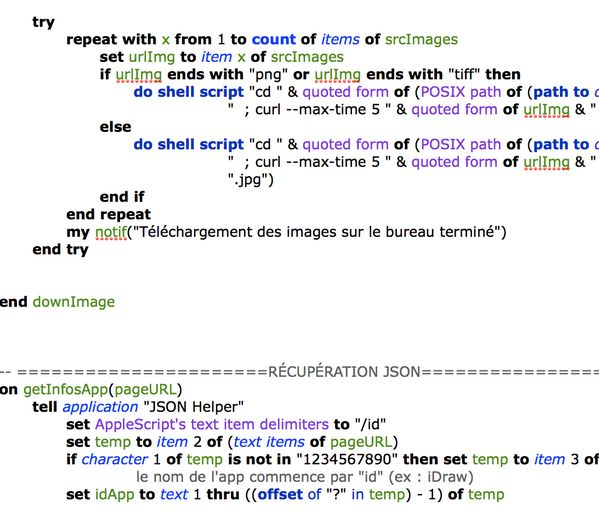 try
repeat with x from 1 to count of items of srcImages
set urlImg to item x of srcImages
if urlImg ends with "png" or urlImg ends with "tiff" then
do shell script "cd " & quoted form of (POSIX path of (path to
" ; curl --max-time 5 " & quoted form of urlImg & "
else
do shell script "cd " & quoted form of (POSIX path of (path to
" ; curl --max-time 5 " & quoted form of urlImg & "
".jpg")
end if
end repeat
my notif("Téléchargement des images sur le bureau terminé")
end try
end downImage
-- ======================RÉCUPÉRATION JSON================
on getInfosApp(pageURL)
tell application "JSON Helper"
set AppleScript's text item delimiters to "/id"
set temp to item 2 of (text items of pageURL)
if character 1 of temp is not in "1234567890" then set temp to item 3 of
le nom de l'app commence par "id" (ex : iDraw)
set idApp to text 1 thru ((offset of "?" in temp) - 1) of temp